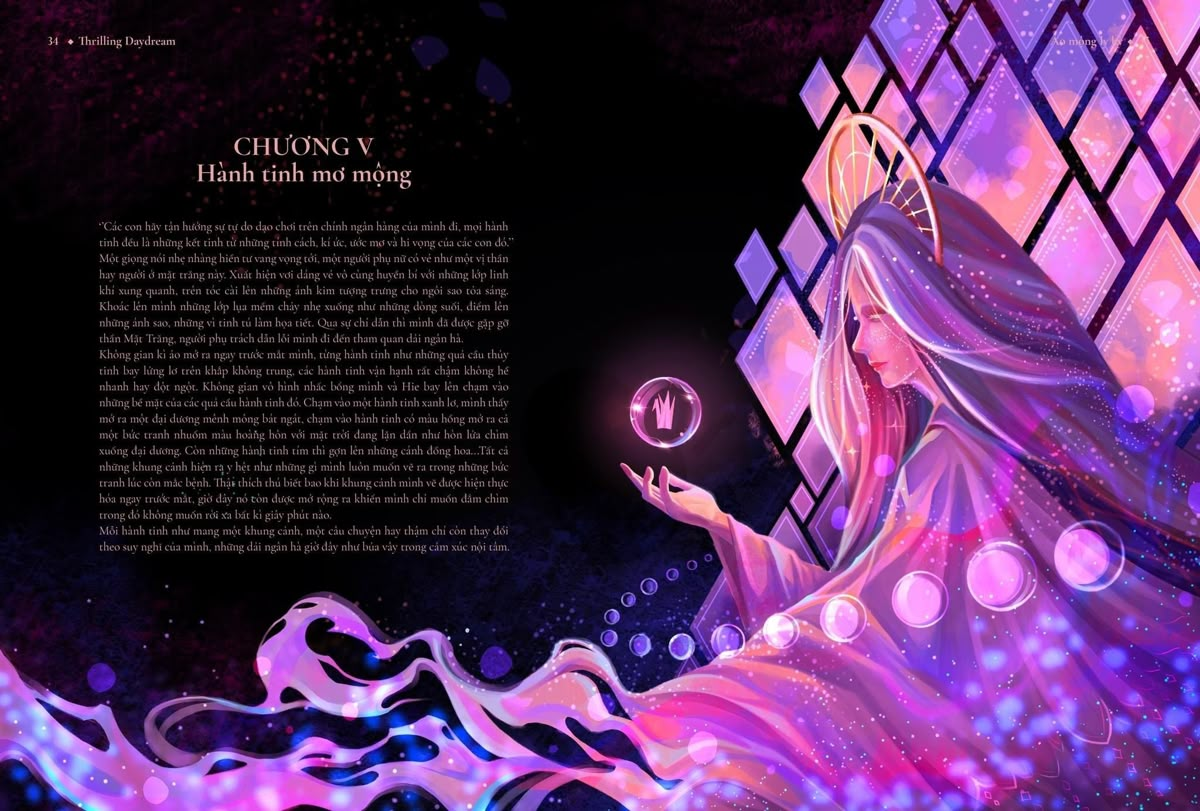 34 ◆ Thrilling Daydream
Ảo mộng ly kỳ ◆
CHƯƠNG V
Hành tinh mơ mộng
“Các con hãy tận hưởng sự tự do dạo chơi trên chính ngân hàng của mình đi, mọi hành
tinh đều là những kết tinh từ những tính cách, kí ức, ước mơ và hi vọng của các con đó.”
Một giọng nói nhẹ nhàng hiền từ vang vọng tới, một người phụ nữ có vẻ như một vị thần
hay người ở mặt trăng này. Xuất hiện với dáng vẻ vô cùng huyền bí với những lớp linh
khí xung quanh, trên tóc cài lên những ánh kim tượng trưng cho ngôi sao tỏa sáng.
Khoác lên mình những lớp lụa mềm chảy nhẹ xuống như những dòng suối, điểm lên
những ánh sao, những vì tinh tú làm họa tiết. Qua sự chỉ dẫn thì mình đã được gặp gỡ
thần Mặt Trăng, người phụ trách dẫn lối mình đi đến tham quan dải ngân hà.
Không gian kì ảo mở ra ngay trước mắt mình, từng hành tinh như những quả cầu thủy
tinh bay lửng lơ trên khắp không trung, các hành tinh vận hạnh rất chậm không hề
nhanh hay đột ngột. Không gian vô hình nhấc bổng mình và Hie bay lên chạm vào
những bề mặt của các quả cầu hành tinh đó. Chạm vào một hành tinh xanh lơ, mình thấy
mở ra một đại dương mênh mông bát ngát, chạm vào hành tinh có màu hồng mở ra cả
một bức tranh nhuốm màu hoàng hôn với mặt trời đang lặn dần như hòn lửa chìm
xuống đại dương. Còn những hành tinh tím thì gợn lên những cánh đồng hoa...Tất cả
những khung cảnh hiện ra y hệt như những gì mình luôn muốn vẽ ra trong những bức
tranh lúc còn mắc bệnh. Thật thích thú biết bao khi khung cảnh mình vẽ được hiện thực
hóa ngay trước mắt, giờ đây nó còn được mở rộng ra khiến mình chỉ muốn đắm chìm
trong đó không muốn rời xa bất kì giây phút nào.
Mỗi hành tinh như mang một khung cảnh, một câu chuyện hay thậm chí còn thay đổi
theo suy nghĩ của mình, những dải ngân hà giờ đây như bủa vây trong cảm xúc nội tâm.